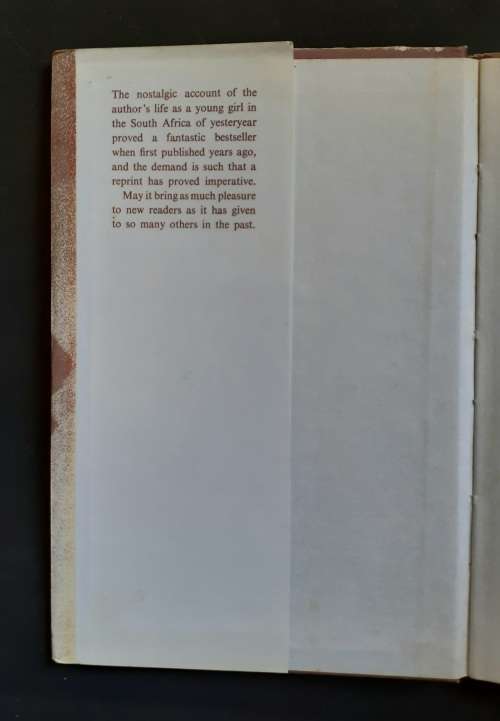 The nostalgic account of the
author's life as a young girl in
the South Africa of yesteryear
proved a fantastic bestseller
when first published years ago,
and the demand is such that a
reprint has proved imperative.
May it bring as much pleasure
to new readers as it has given
to so many others in the past.